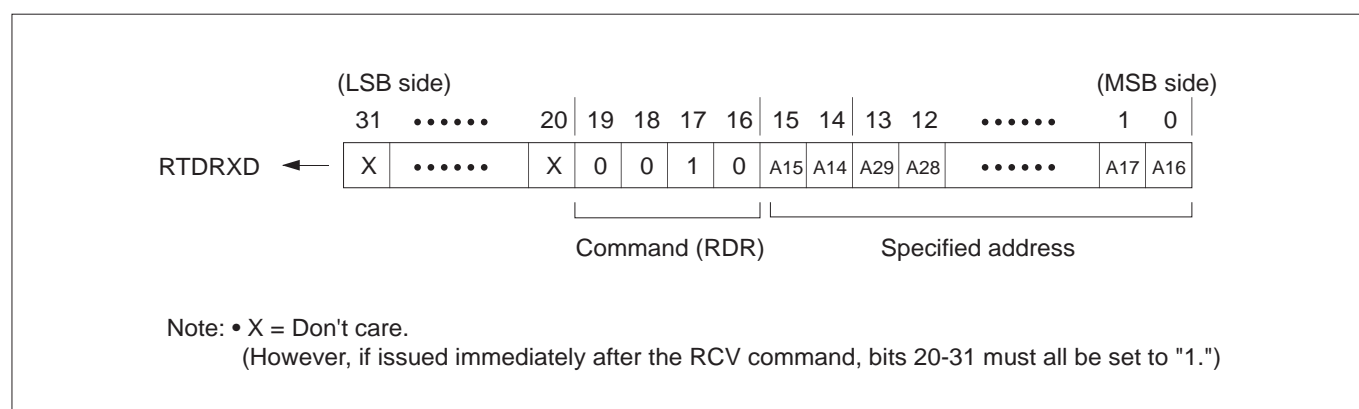 (LSB side) (MSB side)
31 •••••• 20 19 18 17 16 15 14 13 12 •••••• 1 0
RTDRXD X •••••• X 0 0 1 0 A15 A14 A29 A28 •••••• A17 A16
Command (RDR) Specified address
Note: • X = Don't care.
(However, if issued immediately after the RCV command, bits 20-31 must all be set to "1.")